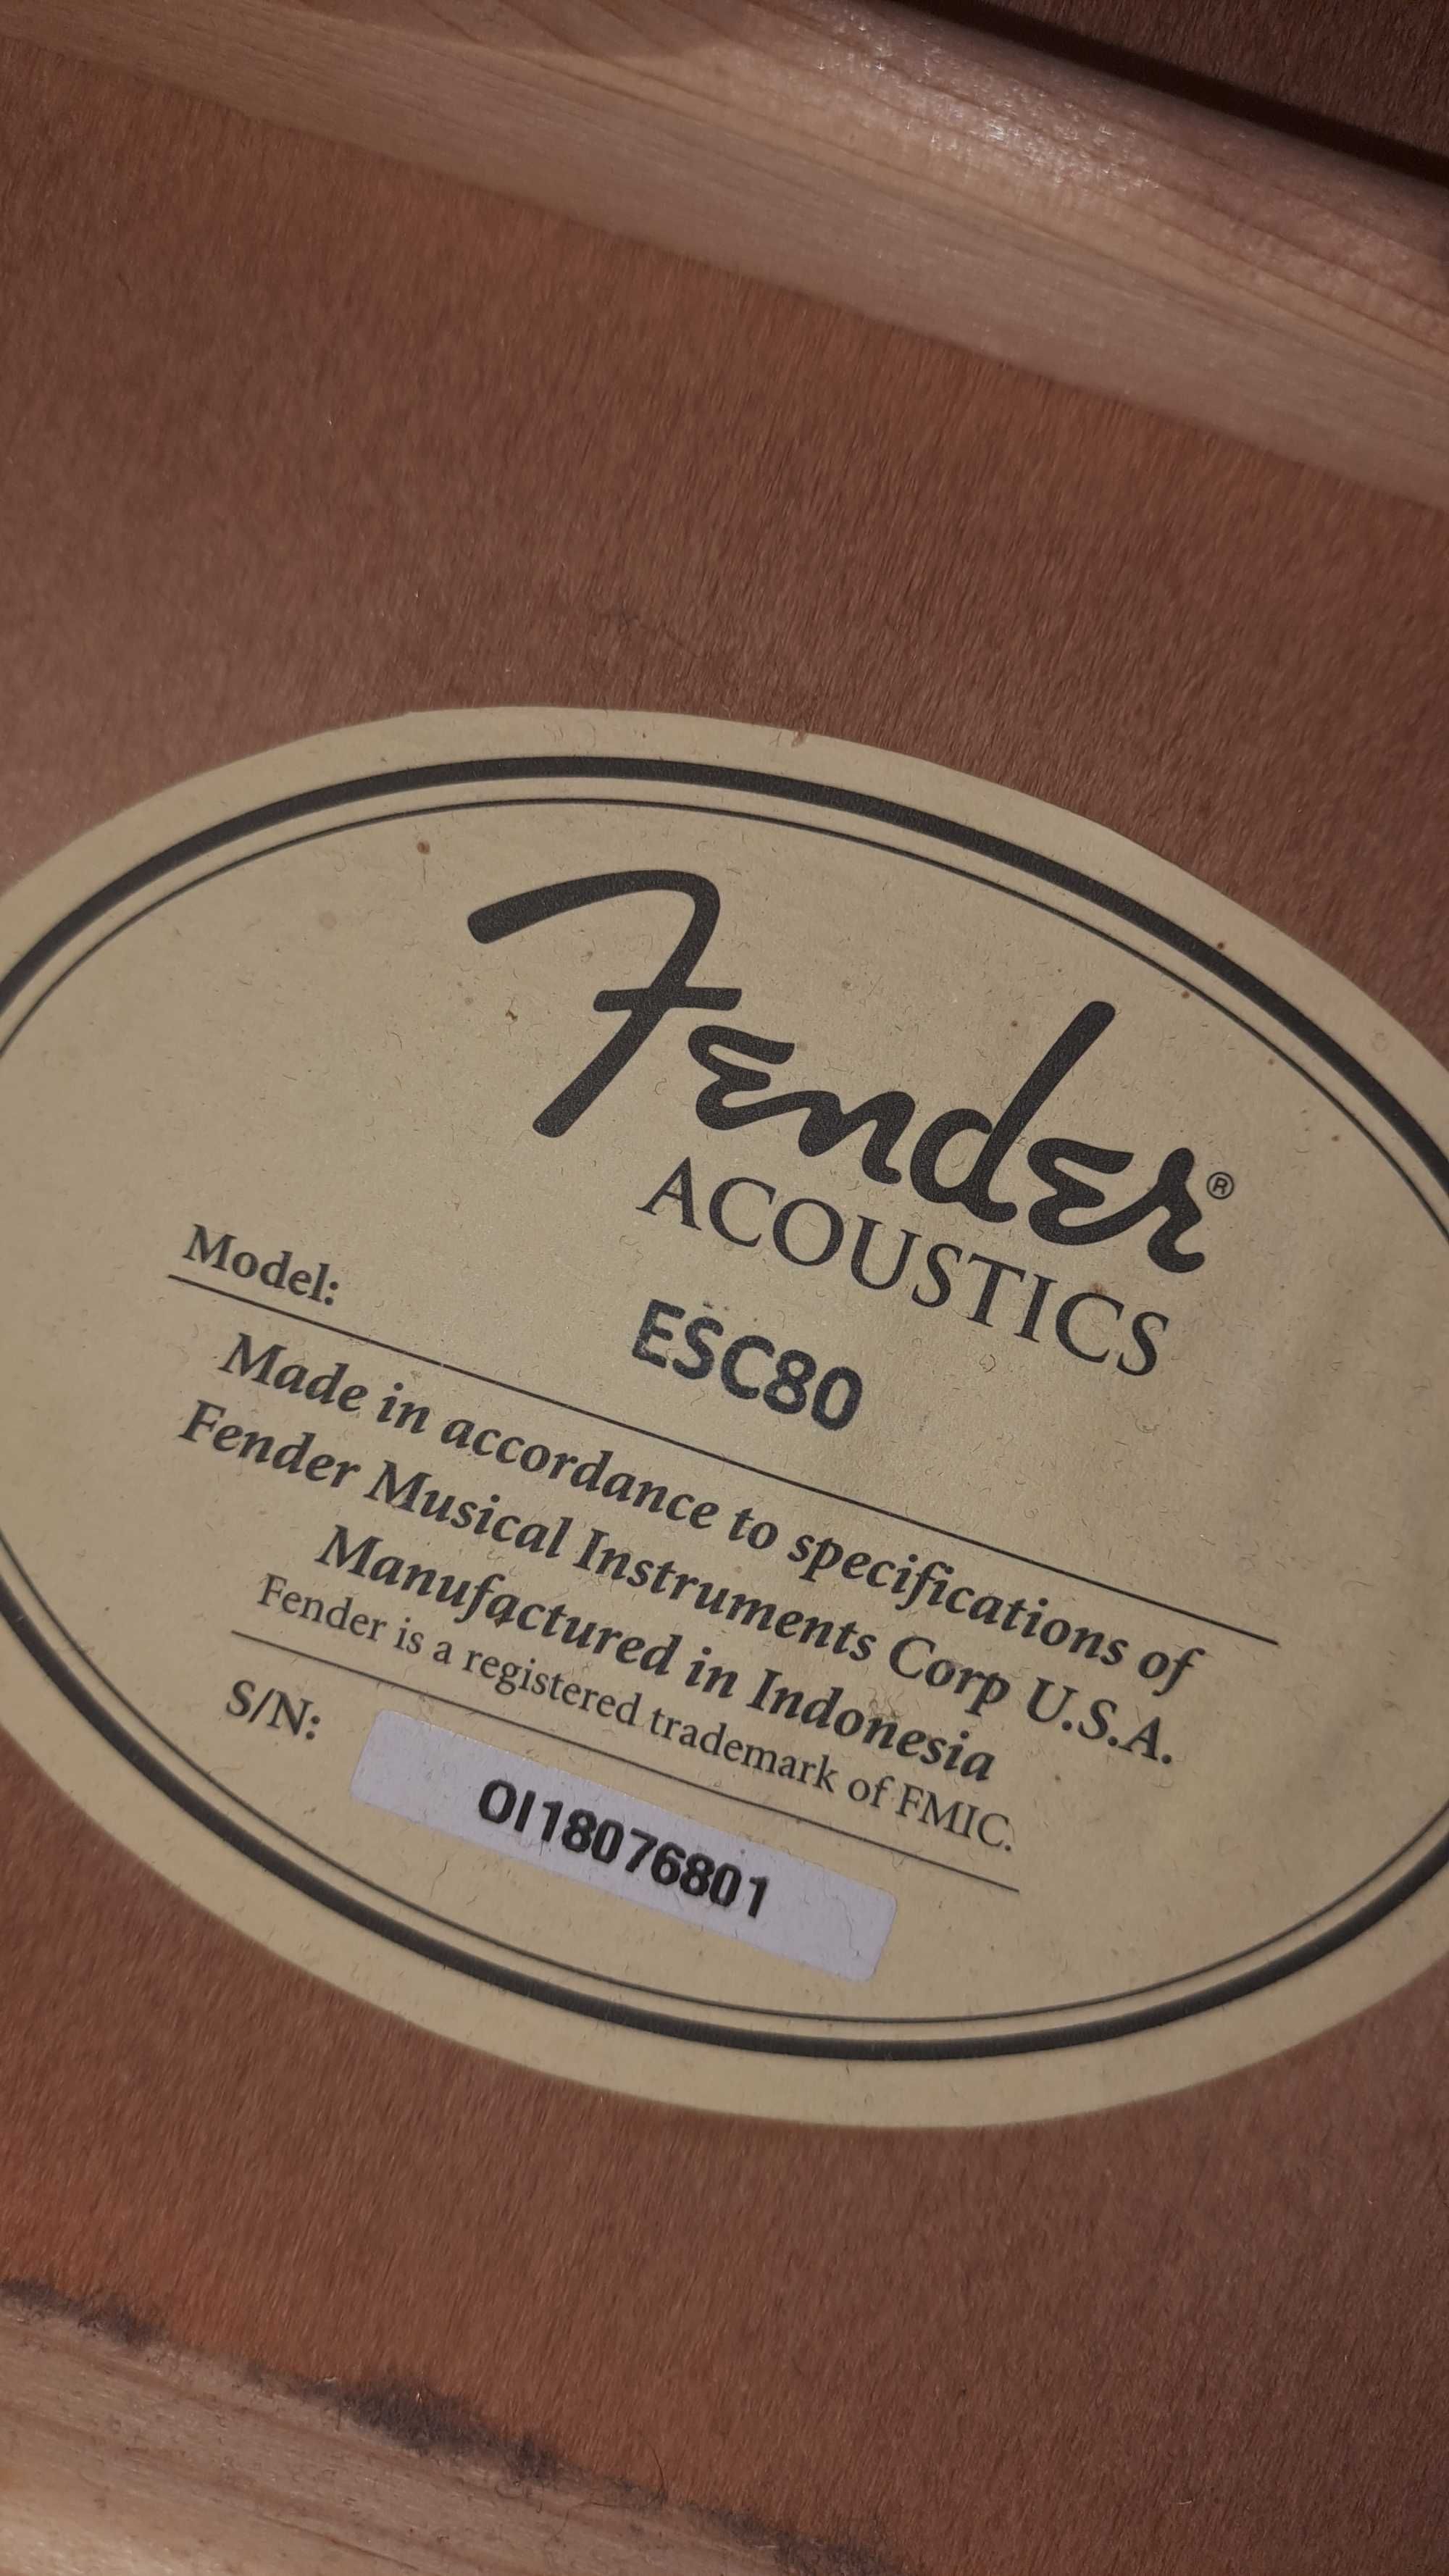 Fender®
ACOUSTICS
Model: ESC80
Made in accordance to specifications of
Fender Musical Instruments Corp U.S.A.
Manufactured in Indonesia
Fender is a registered trademark of FMIC.
S/N: OI18076801